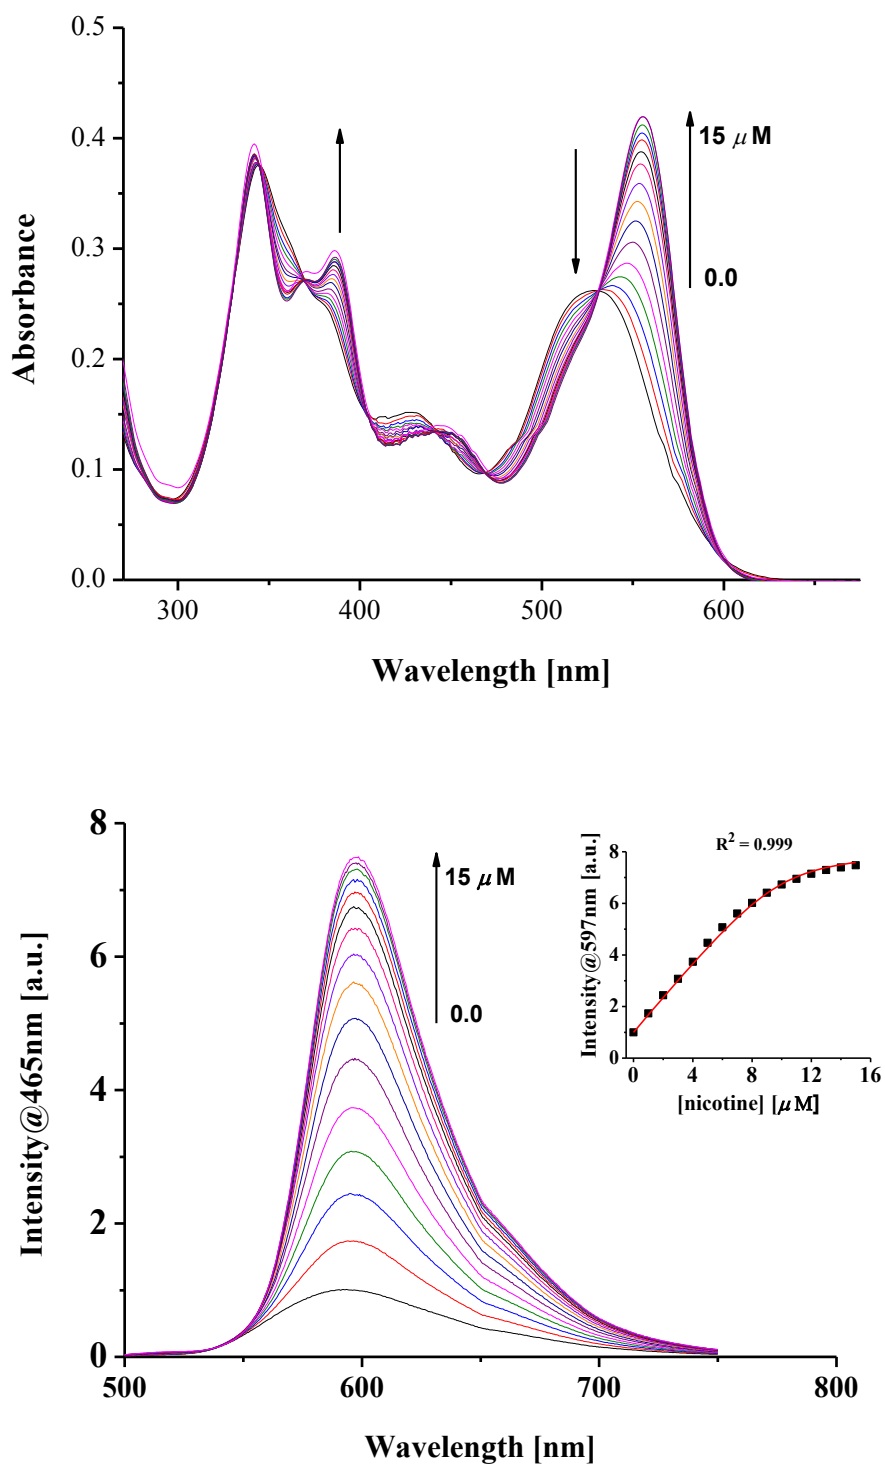 0.5
0.4
0.3
0.2
0.1
0.0
Absorbance
15 μM
0.0
300 400 500 600
Wavelength [nm]
8
6
4
2
0
Intensity@465nm [a.u.]
15 μM
0.0
R² = 0.999
8
6
4
2
0
Intensity@597nm [a.u.]
0 4 8 12 16
[nicotine] [μM]
500 600 700 800
Wavelength [nm]